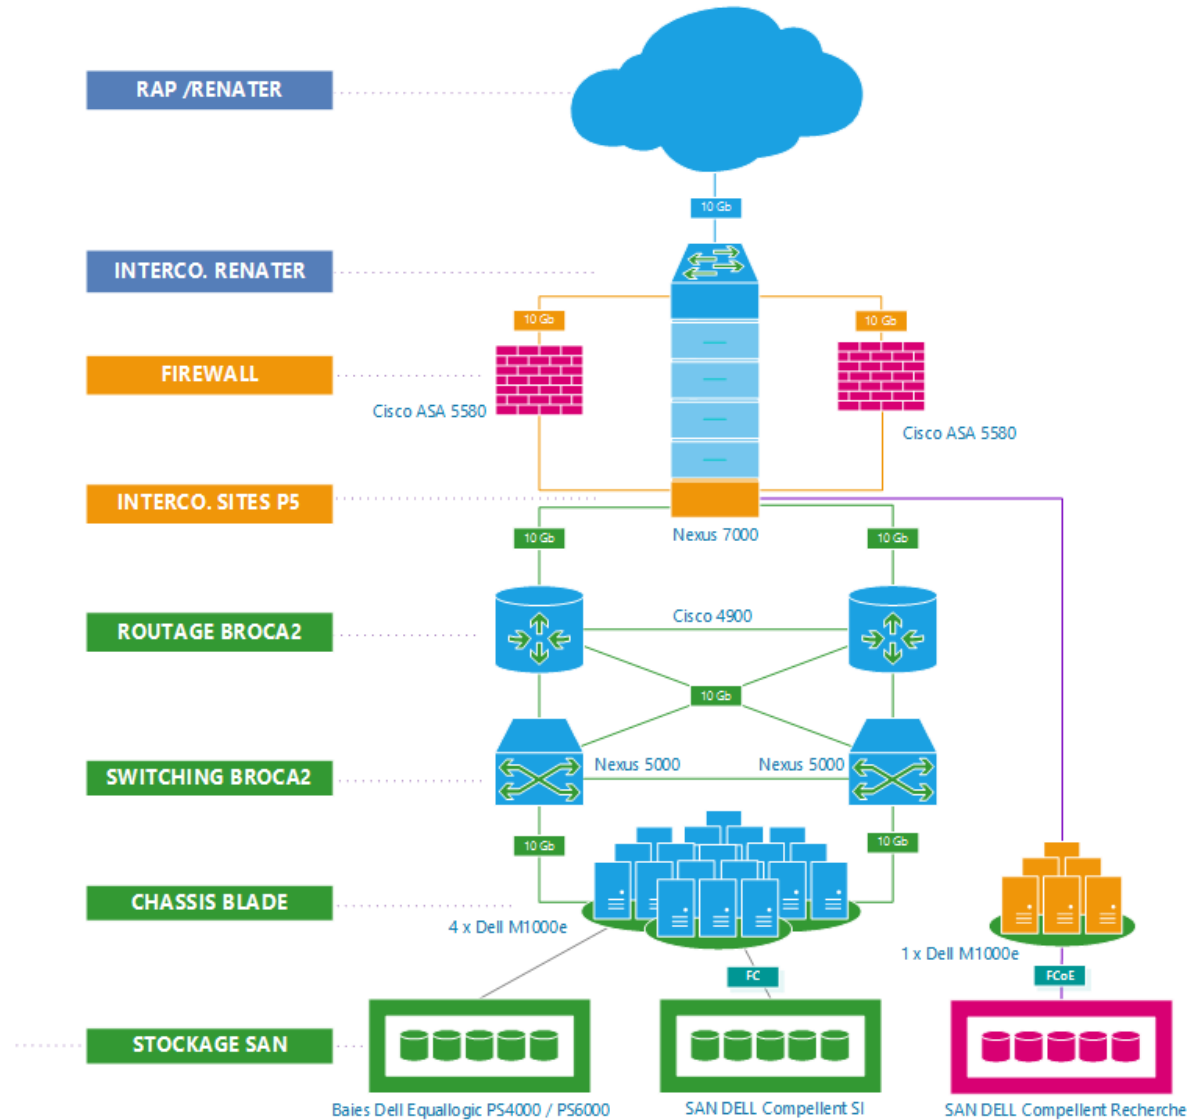 RAP /RENATER
10 Gb
INTERCO. RENATER
10 Gb
10 Gb
FIREWALL
Cisco ASA 5580
Cisco ASA 5580
INTERCO. SITES P5
Nexus 7000
10 Gb
10 Gb
ROUTAGE BROCA2
Cisco 4900
10 Gb
SWITCHING BROCA2
Nexus 5000
Nexus 5000
10 Gb
10 Gb
CHASSIS BLADE
4 x Dell M1000e
1 x Dell M1000e
FC
FCoE
STOCKAGE SAN
Baies Dell Equallogic PS4000 / PS6000
SAN DELL Compellent SI
SAN DELL Compellent Recherche